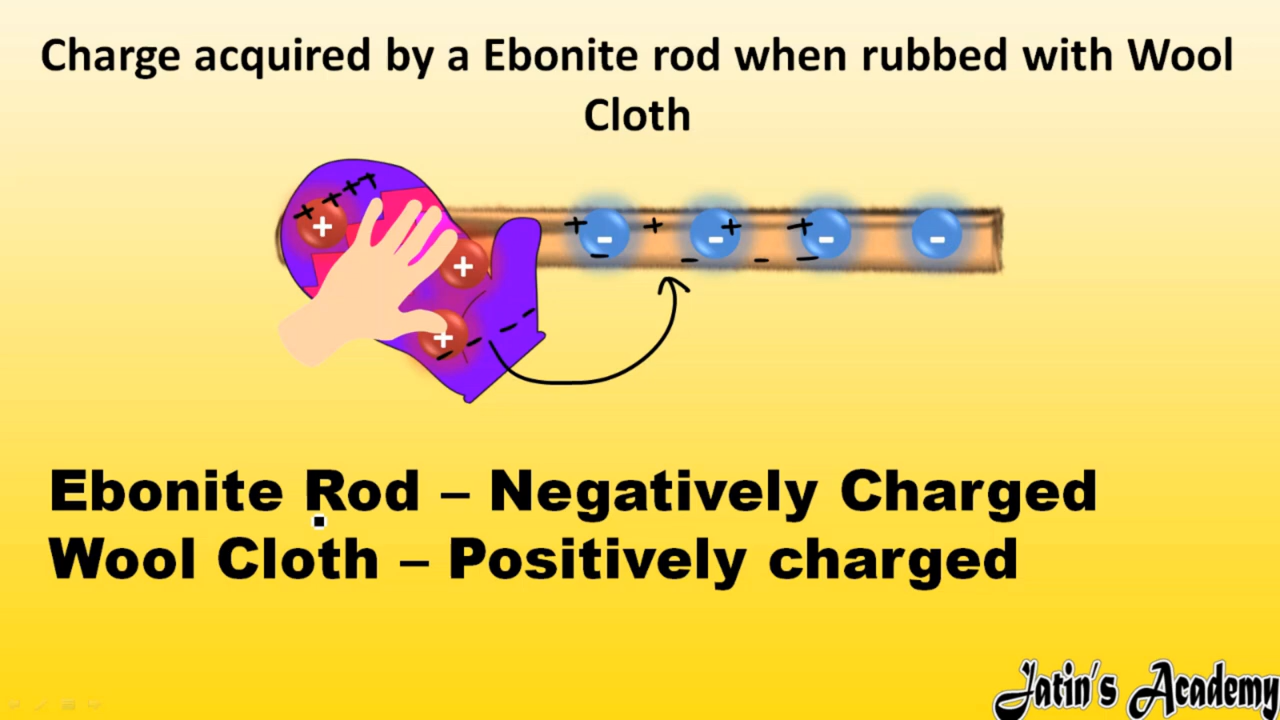 Charge acquired by a Ebonite rod when rubbed with Wool
Cloth
++++
+
+
+
+ + + +
- - - -
- - - -
- - - -
Ebonite Rod – Negatively Charged
Wool Cloth – Positively charged
Jatin's Academy